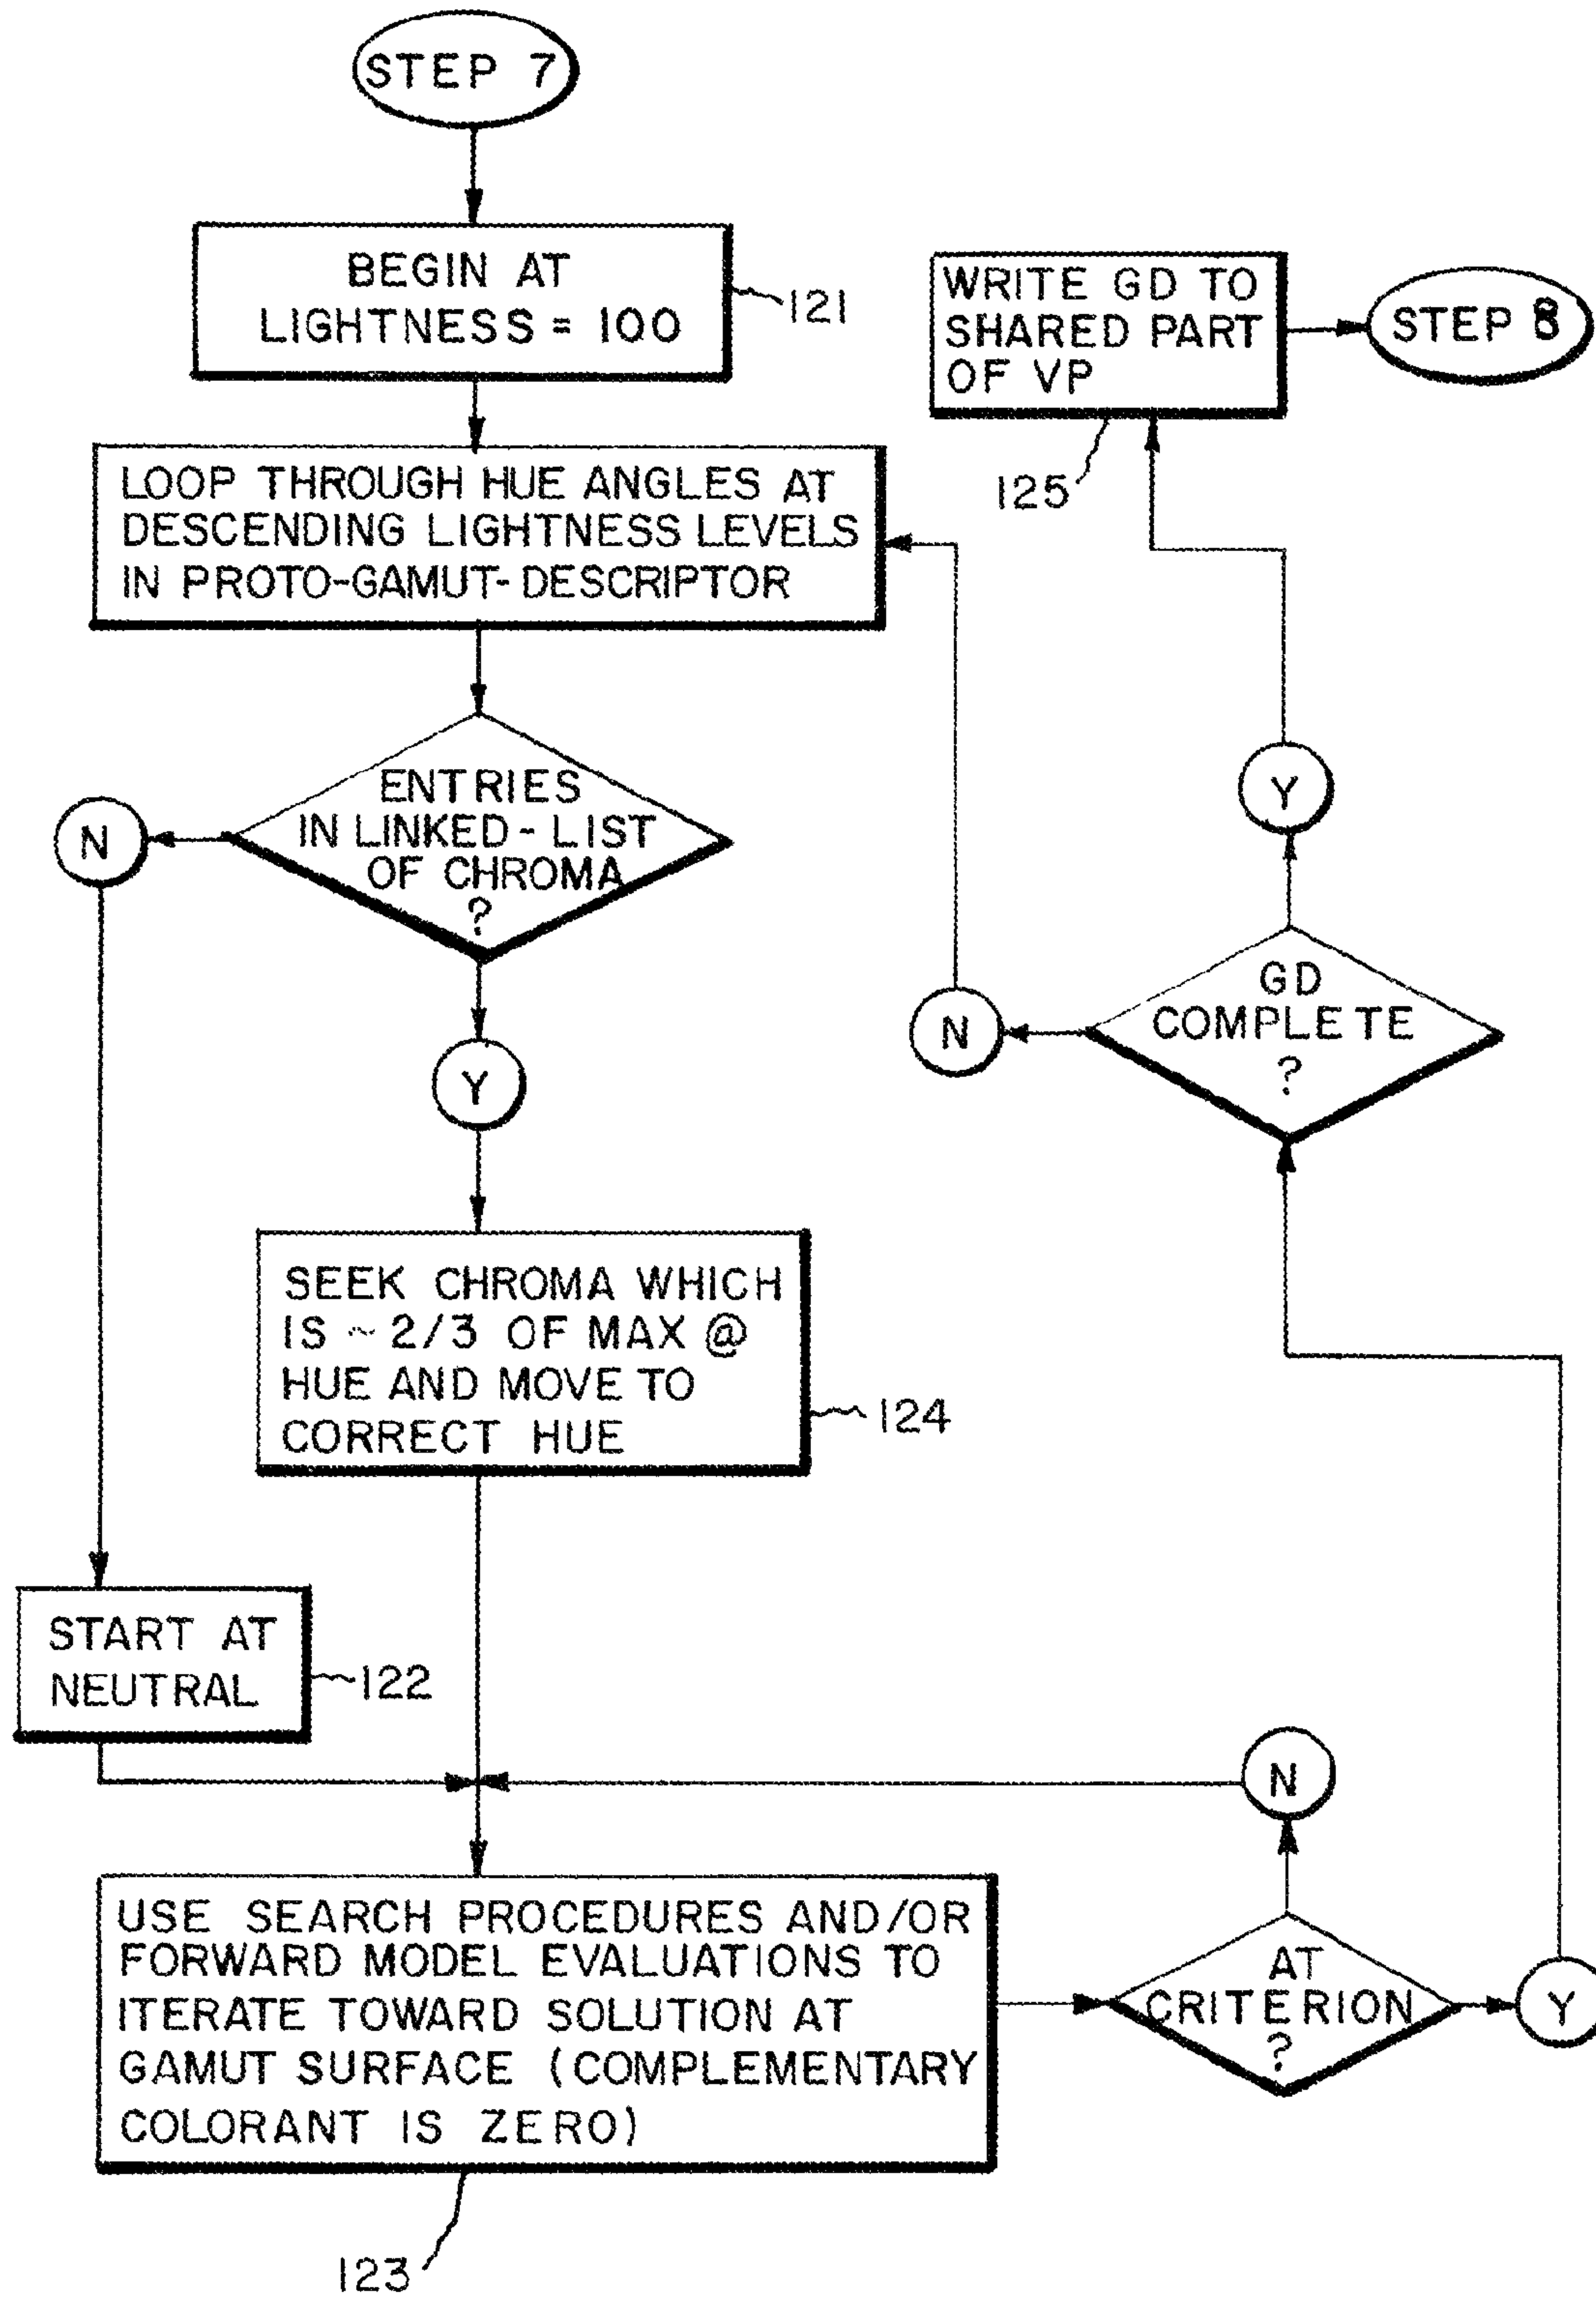 STEP 7
BEGIN AT
LIGHTNESS = 100
121
LOOP THROUGH HUE ANGLES AT
DESCENDING LIGHTNESS LEVELS
IN PROTO-GAMUT-DESCRIPTOR
ENTRIES
IN LINKED-LIST
OF CHROMA
?
N
Y
SEEK CHROMA WHICH
IS ~ 2/3 OF MAX @
HUE AND MOVE TO
CORRECT HUE
124
START AT
NEUTRAL
122
USE SEARCH PROCEDURES AND/OR
FORWARD MODEL EVALUATIONS TO
ITERATE TOWARD SOLUTION AT
GAMUT SURFACE (COMPLEMENTARY
COLORANT IS ZERO)
123
AT
CRITERION
?
N
Y
GD
COMPLETE
?
N
Y
WRITE GD TO
SHARED PART
OF VP
125
STEP 8